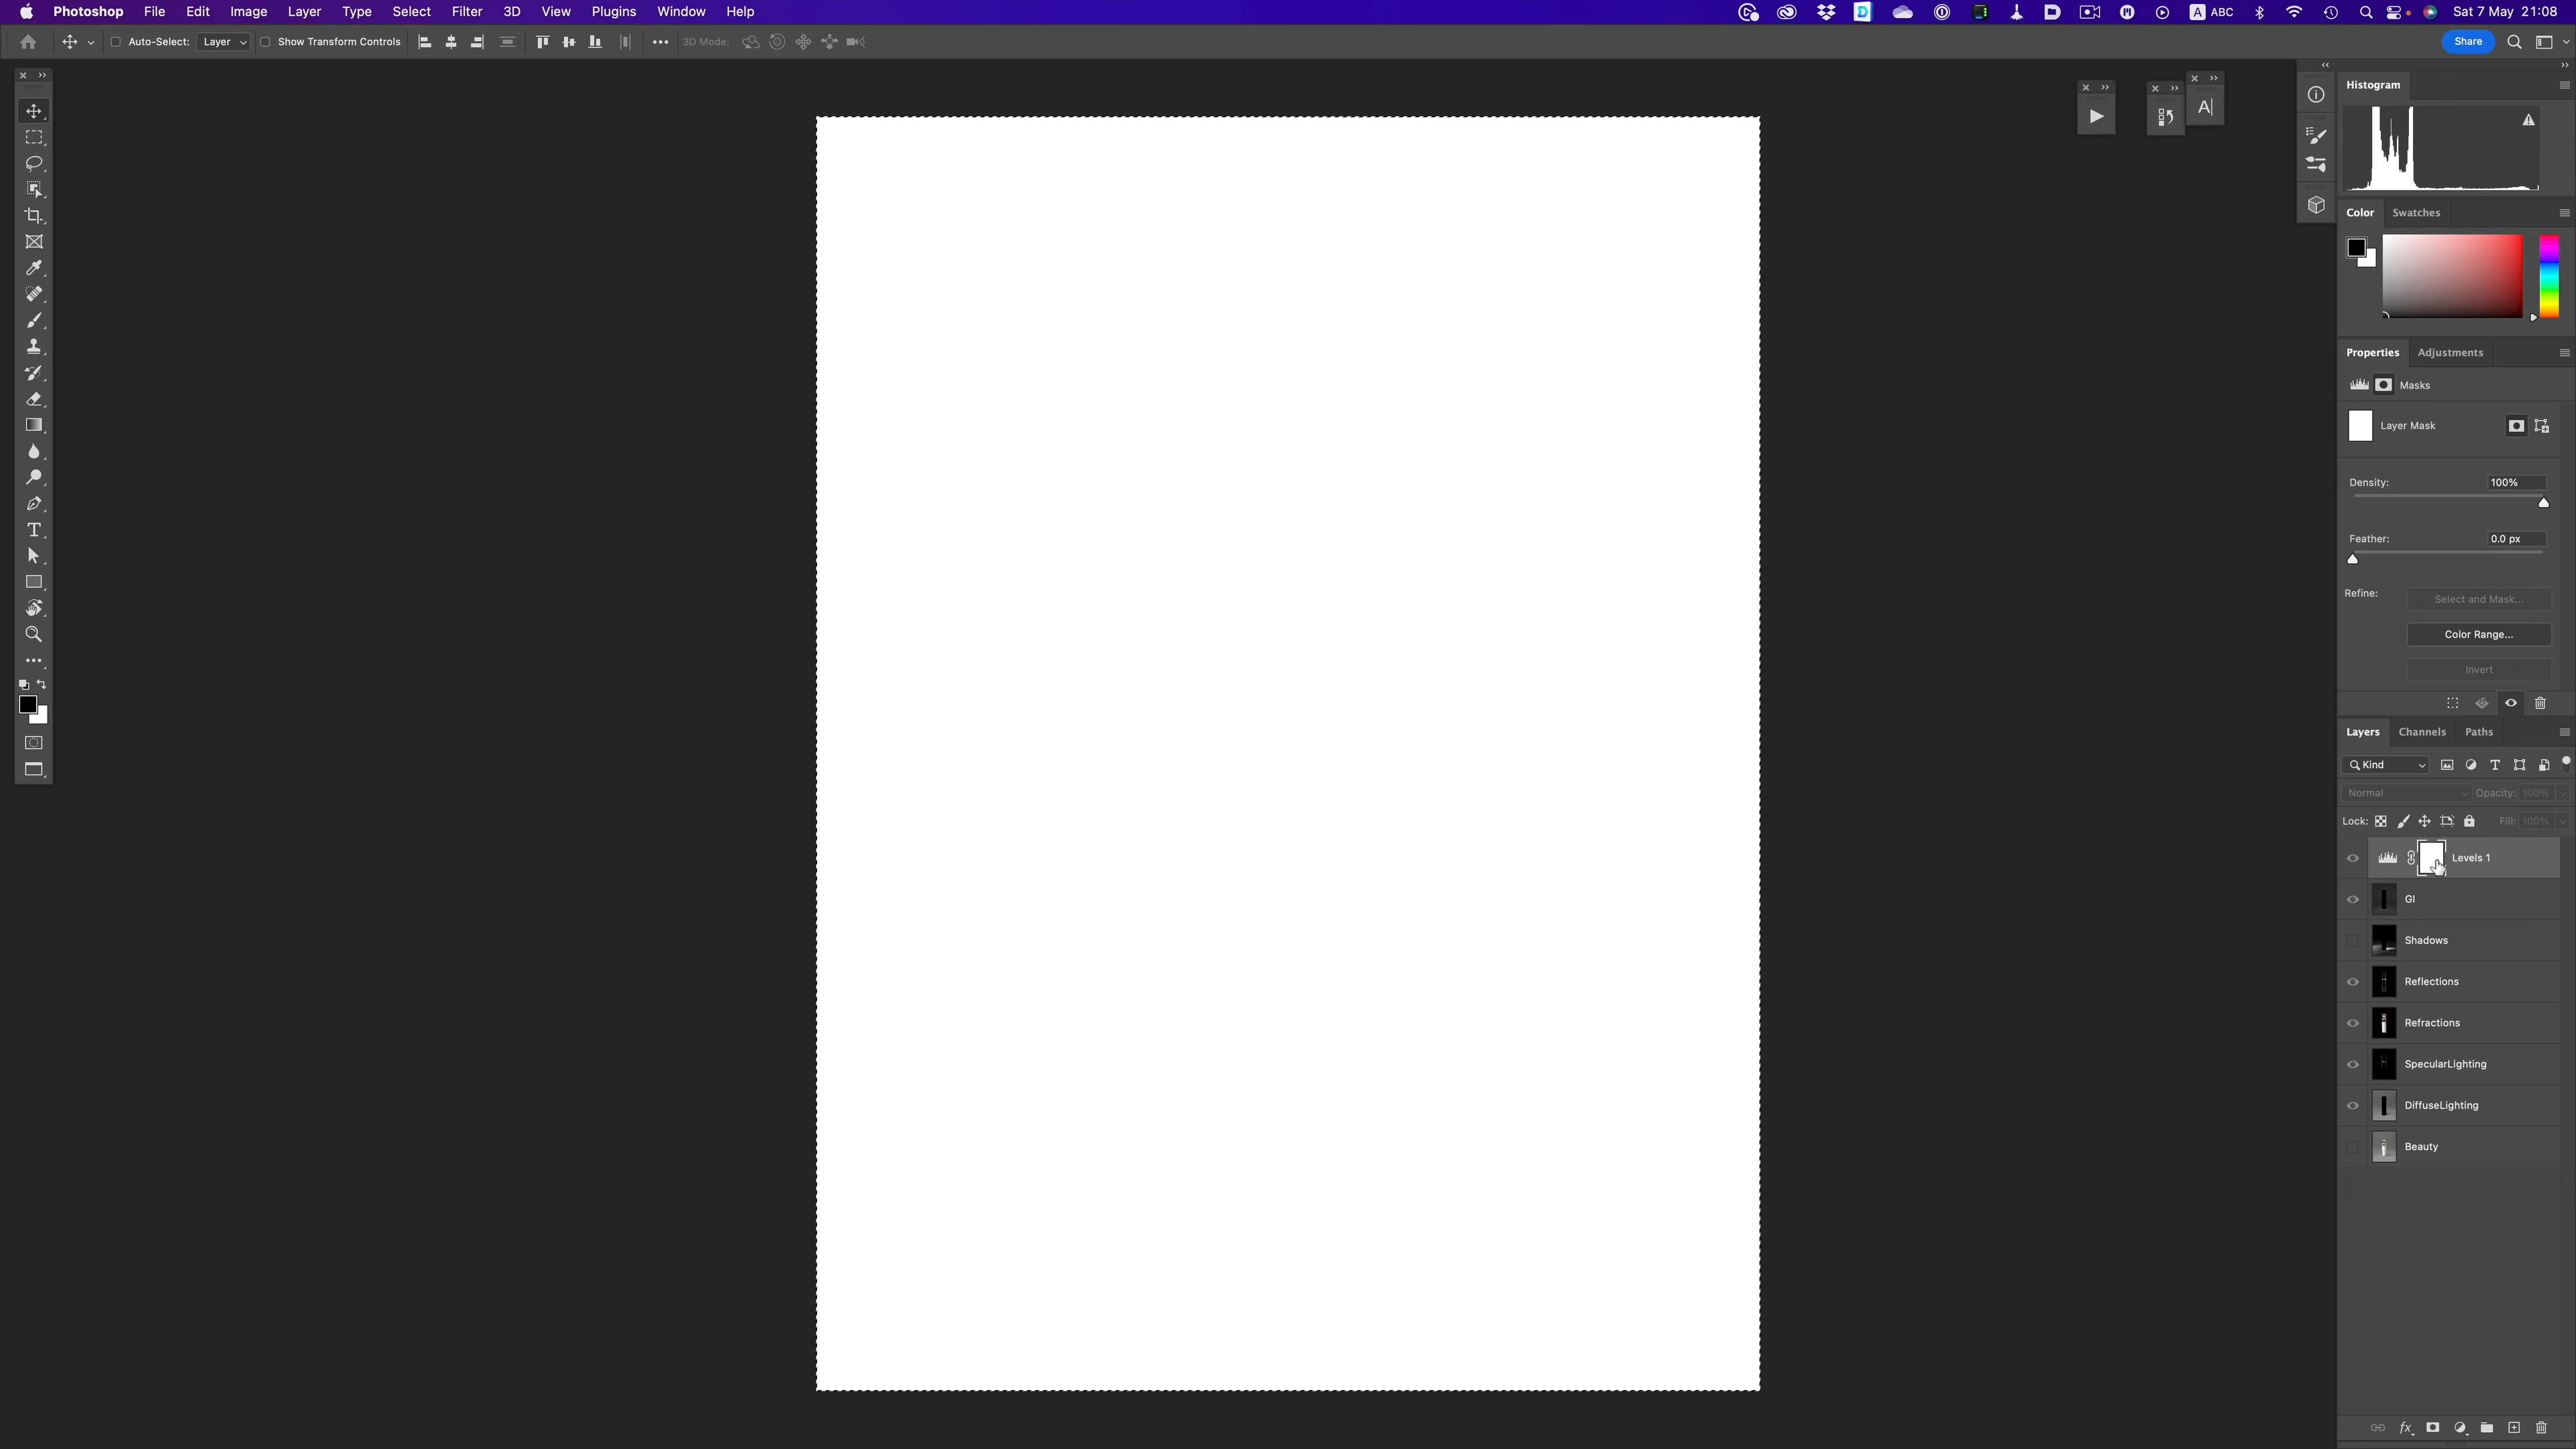 Photoshop File Edit Image Layer Type Select Filter 3D View Plugins Window Help ABC Sat 7 May 21:08
Auto-Select: Layer Show Transform Controls 3D Mode: Share
Histogram
Color Swatches
Properties Adjustments
Masks
Layer Mask
Density: 100%
Feather: 0.0 px
Refine: Select and Mask...
Color Range...
Invert
Layers Channels Paths
Kind
Normal Opacity: 100%
Lock: Fill: 100%
Levels 1
GI
Shadows
Reflections
Refractions
SpecularLighting
DiffuseLighting
Beauty